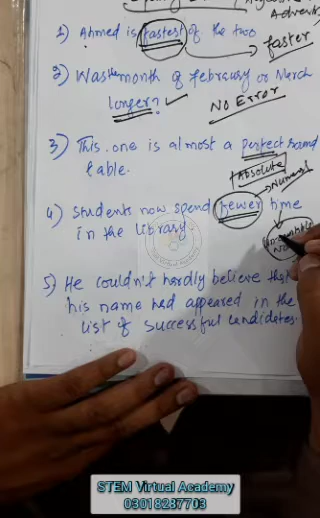 Adverb
1) Ahmed is fastest of the two
faster
2) Was the month of february or March
longer? ✓
No Error
3) This one is almost a perfect round
table.
Absolute
Numeral
4) Students now spend fewer time
in the library
5) He couldn't hardly believe that
his name had appeared in the
list of successful candidates.
STEM Virtual Academy
03018287703